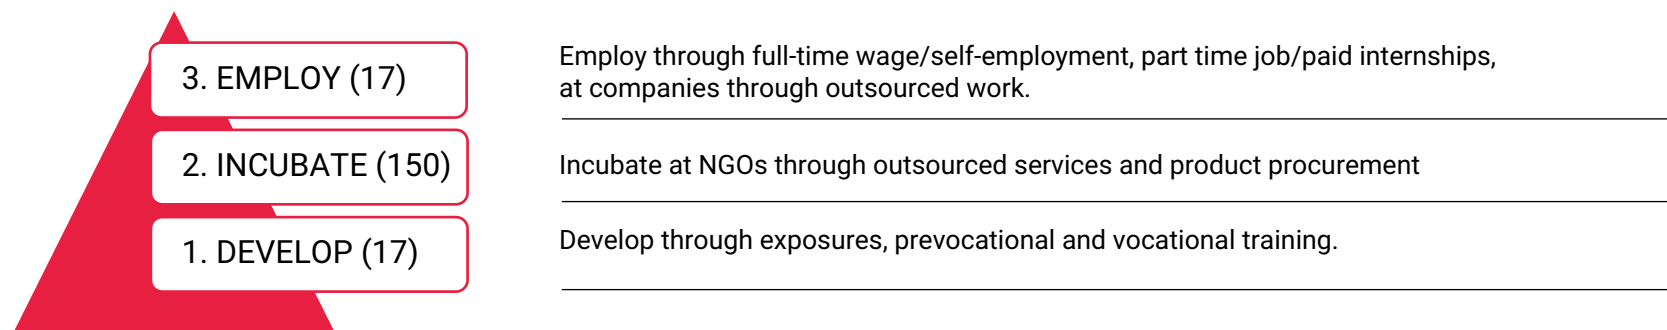 3. EMPLOY (17)
Employ through full-time wage/self-employment, part time job/paid internships,
at companies through outsourced work.
2. INCUBATE (150)
Incubate at NGOs through outsourced services and product procurement
1. DEVELOP (17)
Develop through exposures, prevocational and vocational training.